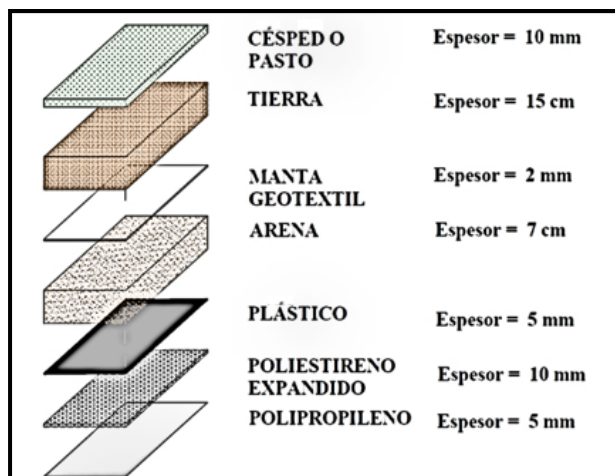 CÉSPED O PASTO Espesor = 10 mm
TIERRA Espesor = 15 cm
MANTA GEOTEXTIL Espesor = 2 mm
ARENA Espesor = 7 cm
PLÁSTICO Espesor = 5 mm
POLIESTIRENO EXPANDIDO Espesor = 10 mm
POLIPROPILENO Espesor = 5 mm